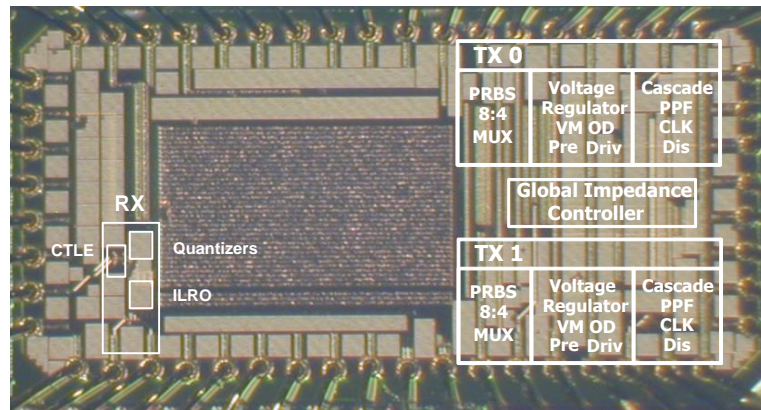 TX 0
PRBS
8:4
MUX
Voltage
Regulator
VM OD
Pre Driv
Cascade
PPF
CLK
Dis
Global Impedance
Controller
RX
CTLE
Quantizers
ILRO
TX 1
PRBS
8:4
MUX
Voltage
Regulator
VM OD
Pre Driv
Cascade
PPF
CLK
Dis